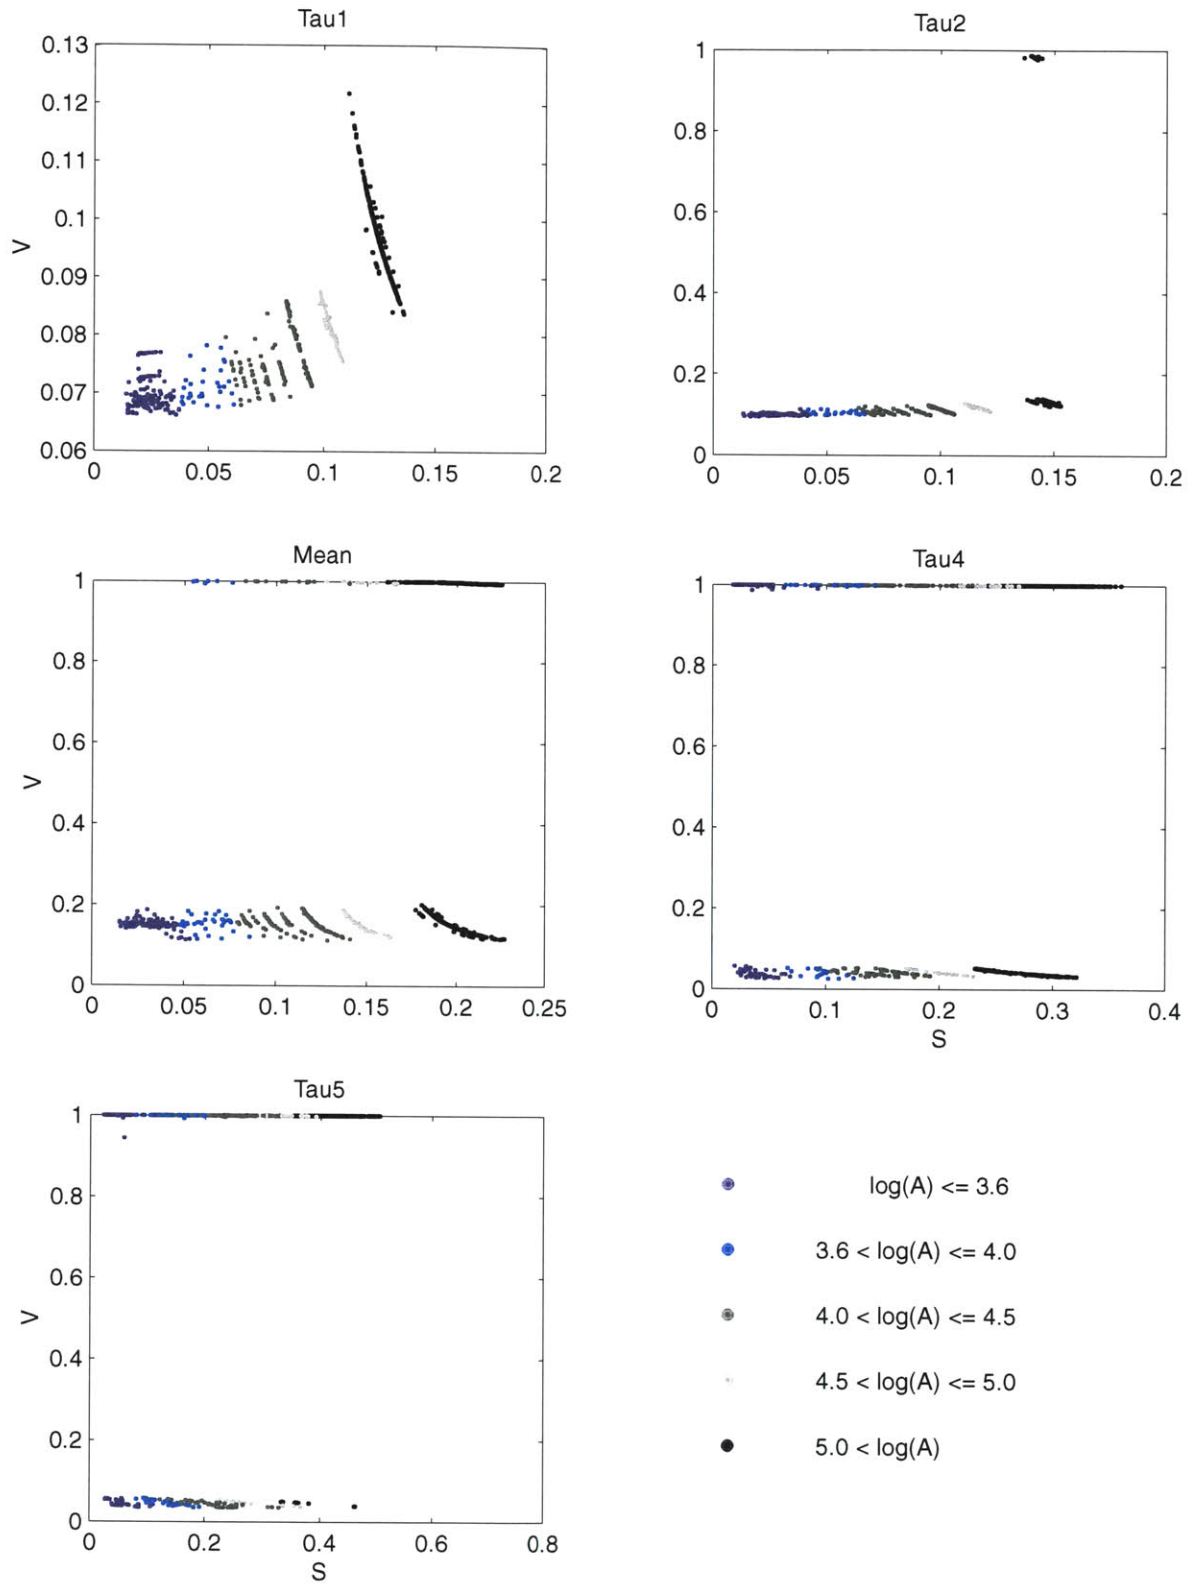 Tau1
0.13
0.12
0.11
0.1
0.09
0.08
0.07
0.06
V
0 0.05 0.1 0.15 0.2
Tau2
1
0.8
0.6
0.4
0.2
0
0 0.05 0.1 0.15 0.2
Mean
1
0.8
0.6
0.4
0.2
0
V
0 0.05 0.1 0.15 0.2 0.25
Tau4
1
0.8
0.6
0.4
0.2
0
0 0.1 0.2 0.3 0.4
S
Tau5
1
0.8
0.6
0.4
0.2
0
V
0 0.2 0.4 0.6 0.8
S
log(A) <= 3.6
3.6 < log(A) <= 4.0
4.0 < log(A) <= 4.5
4.5 < log(A) <= 5.0
5.0 < log(A)